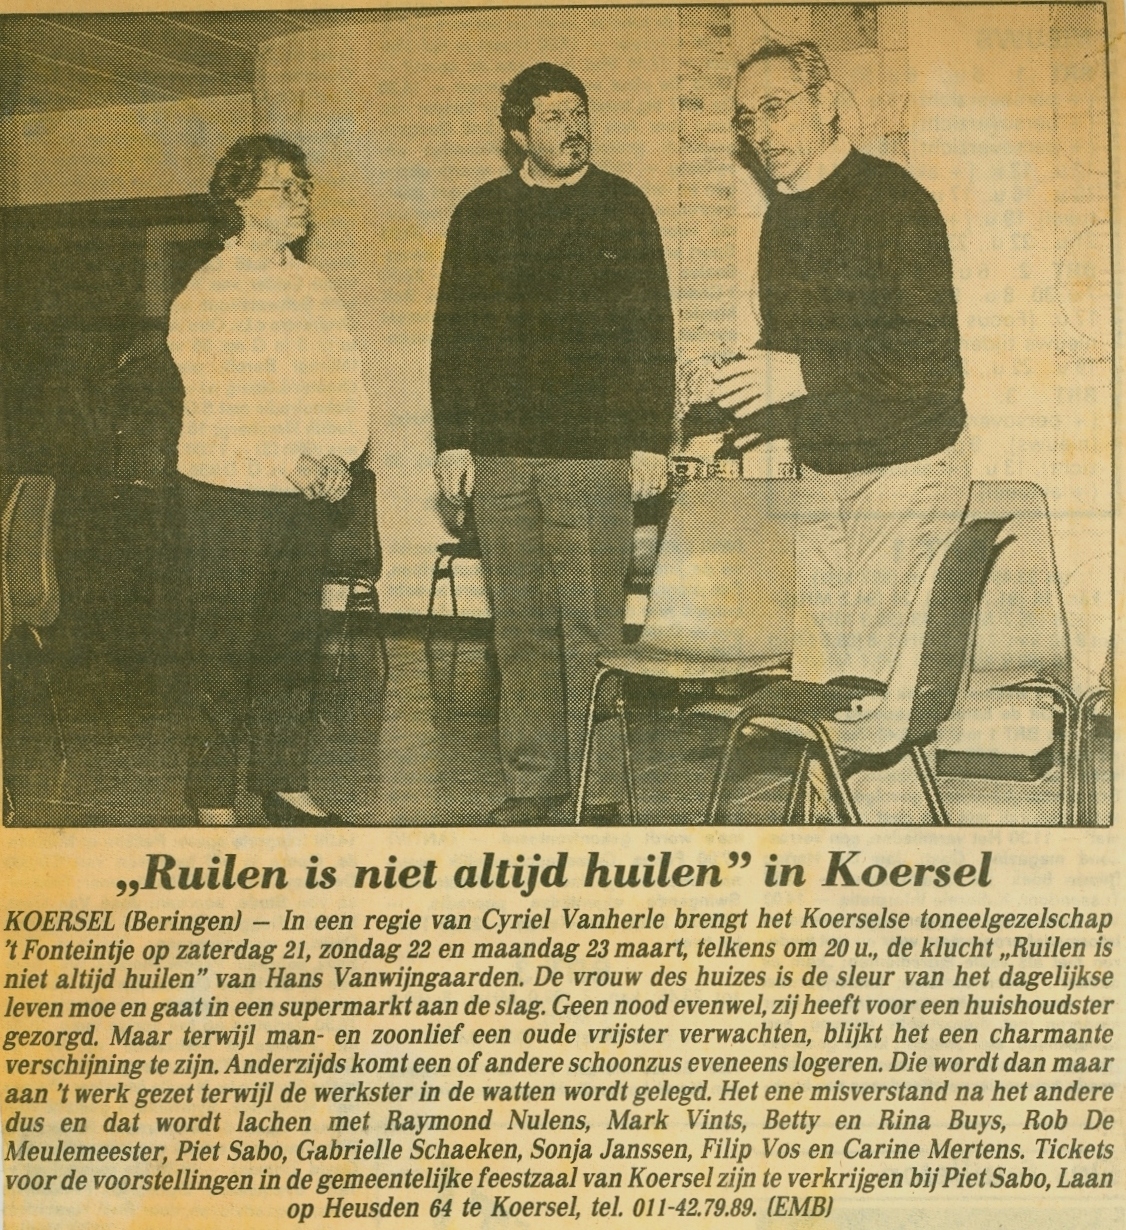 „Ruilen is niet altijd huilen” in Koersel
KOERSEL (Beringen) — In een regie van Cyriel Vanherle brengt het Koerselse toneelgezelschap
't Fonteintje op zaterdag 21, zondag 22 en maandag 23 maart, telkens om 20 u., de klucht „Ruilen is
niet altijd huilen” van Hans Vanwijngaarden. De vrouw des huizes is de sleur van het dagelijkse
leven moe en gaat in een supermarkt aan de slag. Geen nood evenwel, zij heeft voor een huishoudster
gezorgd. Maar terwijl man- en zoonlief een oude vrijster verwachten, blijkt het een charmante
verschijning te zijn. Anderzijds komt een of andere schoonzus eveneens logeren. Die wordt dan maar
aan 't werk gezet terwijl de werkster in de watten wordt gelegd. Het ene misverstand na het andere
dus en dat wordt lachen met Raymond Nulens, Mark Vints, Betty en Rina Buys, Rob De
Meulemeester, Piet Sabo, Gabrielle Schaeken, Sonja Janssen, Filip Vos en Carine Mertens. Tickets
voor de voorstellingen in de gemeentelijke feestzaal van Koersel zijn te verkrijgen bij Piet Sabo, Laan
op Heusden 64 te Koersel, tel. 011-42.79.89. (EMB)